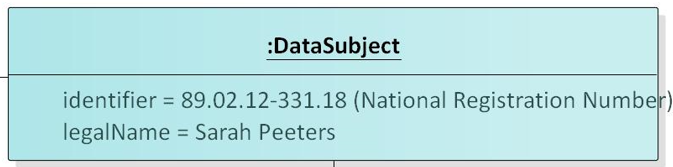 :DataSubject
identifier = 89.02.12-331.18 (National Registration Number)
legalName = Sarah Peeters